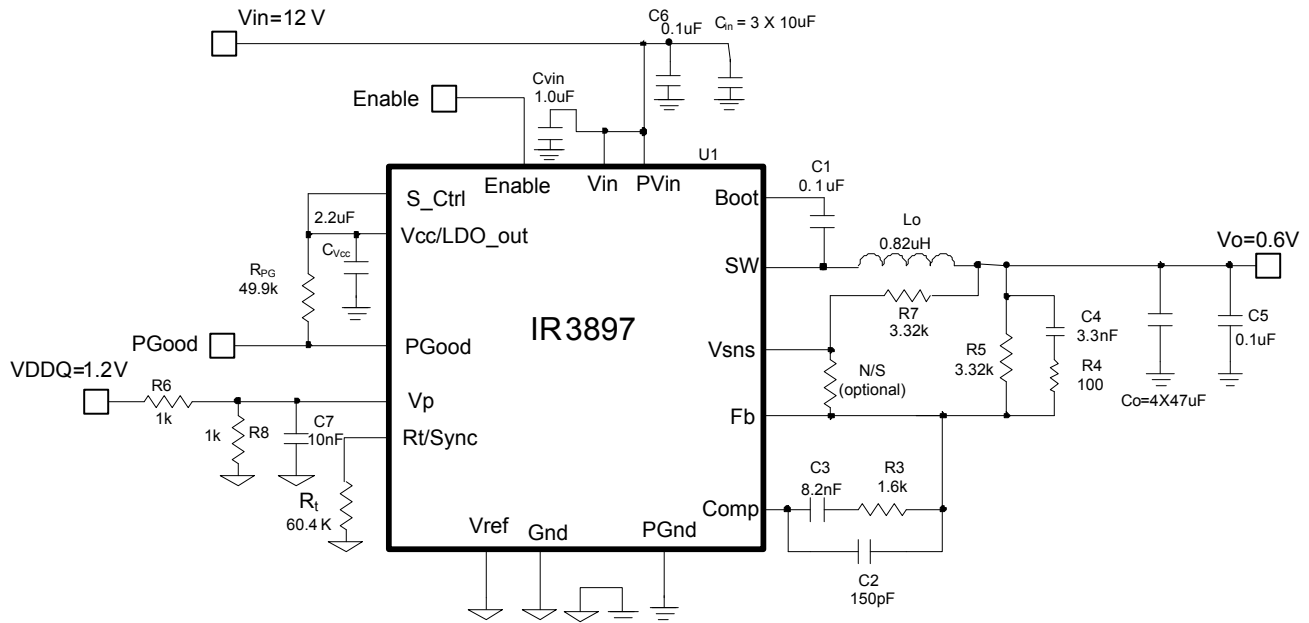 Vin=12 V
C6
0.1uF
Cin = 3 X 10uF
Cvin
1.0uF
Enable
U1
Enable
Vin
PVin
C1
0.1uF
S_Ctrl
Boot
2.2uF
Vcc/LDO_out
CVcc
Lo
0.82uH
Vo=0.6V
SW
RPG
49.9k
IR3897
R7
3.32k
C4
3.3nF
C5
0.1uF
PGood
PGood
Vsns
R5
3.32k
N/S
(optional)
R4
100
VDDQ=1.2V
R6
1k
Vp
Fb
Co=4X47uF
1k
R8
C7
10nF
Rt/Sync
C3
8.2nF
R3
1.6k
Rt
60.4 K
Comp
Vref
Gnd
PGnd
C2
150pF